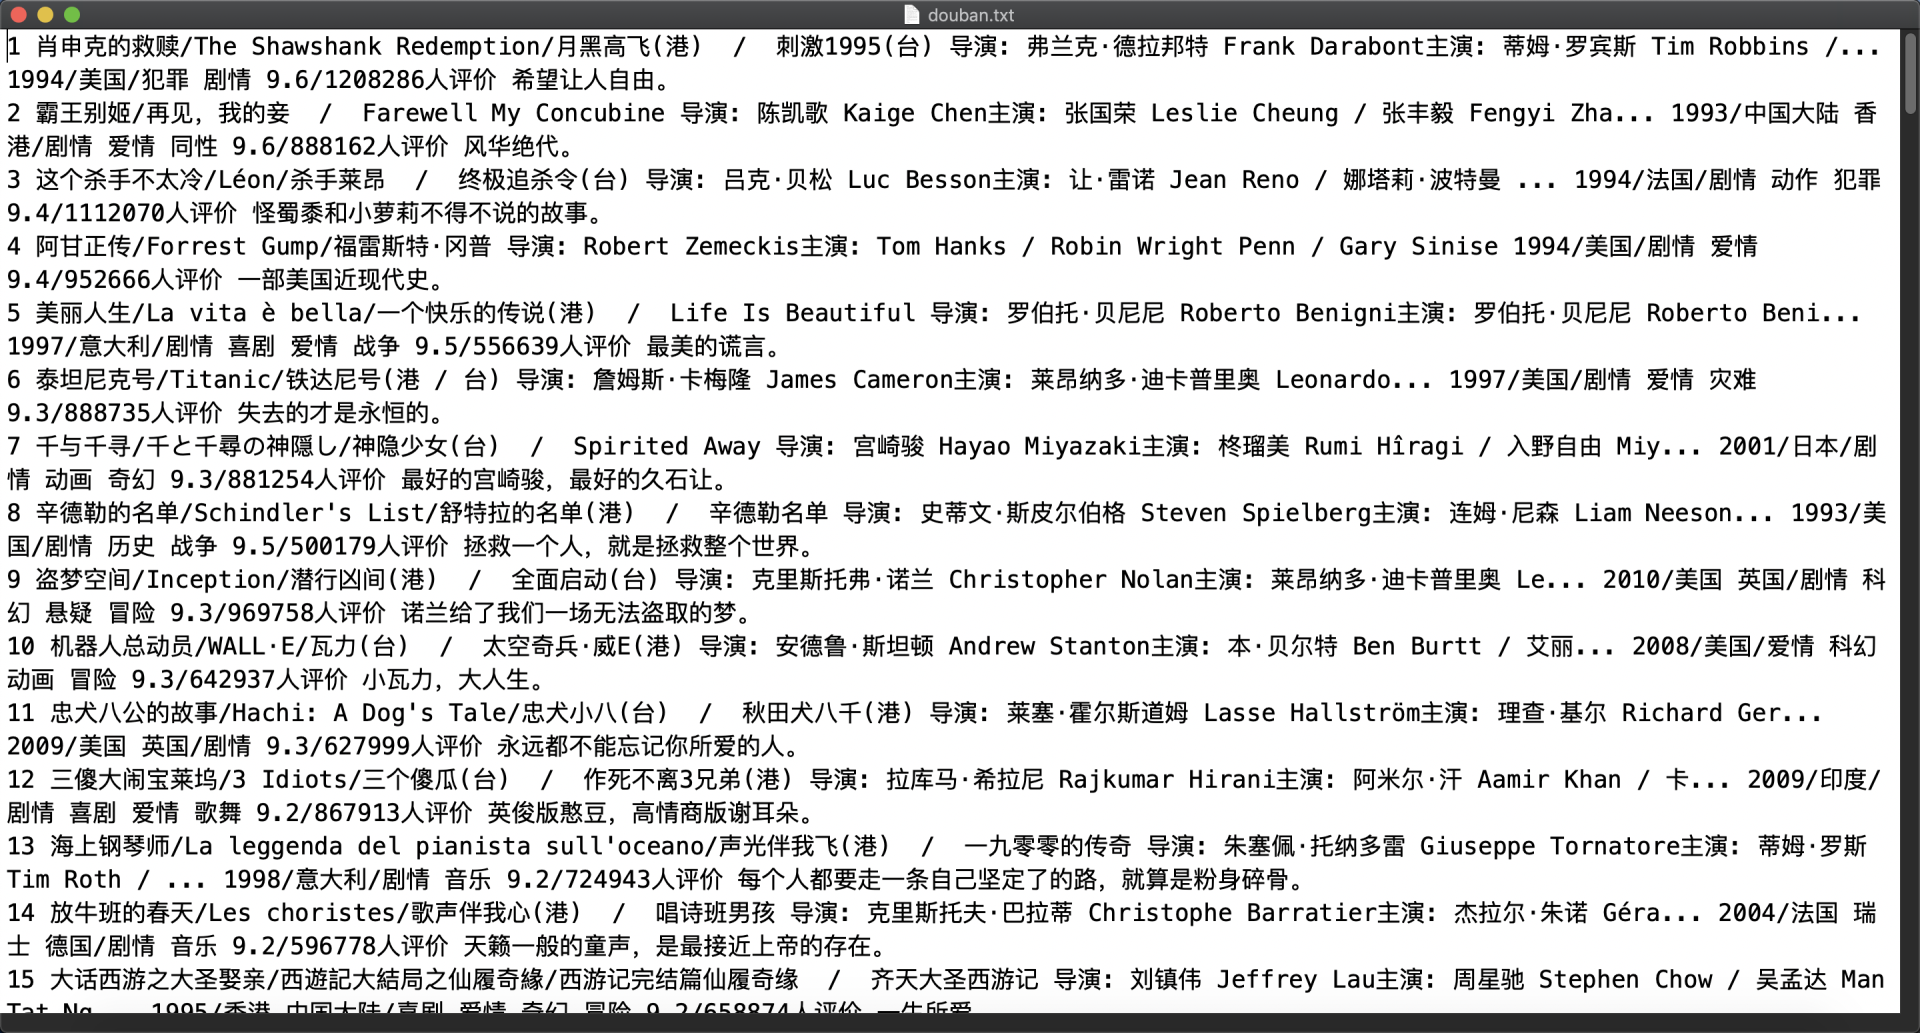 douban.txt
1 肖申克的救赎/The Shawshank Redemption/月黑高飞(港)  /  刺激1995(台) 导演: 弗兰克·德拉邦特 Frank Darabont主演: 蒂姆·罗宾斯 Tim Robbins /...
1994/美国/犯罪 剧情 9.6/1208286人评价 希望让人自由。
2 霸王别姬/再见，我的妾  /  Farewell My Concubine 导演: 陈凯歌 Kaige Chen主演: 张国荣 Leslie Cheung / 张丰毅 Fengyi Zha... 1993/中国大陆 香
港/剧情 爱情 同性 9.6/888162人评价 风华绝代。
3 这个杀手不太冷/Léon/杀手莱昂  /  终极追杀令(台) 导演: 吕克·贝松 Luc Besson主演: 让·雷诺 Jean Reno / 娜塔莉·波特曼 ... 1994/法国/剧情 动作 犯罪
9.4/1112070人评价 怪蜀黍和小萝莉不得不说的故事。
4 阿甘正传/Forrest Gump/福雷斯特·冈普 导演: Robert Zemeckis主演: Tom Hanks / Robin Wright Penn / Gary Sinise 1994/美国/剧情 爱情
9.4/952666人评价 一部美国近现代史。
5 美丽人生/La vita è bella/一个快乐的传说(港)  /  Life Is Beautiful 导演: 罗伯托·贝尼尼 Roberto Benigni主演: 罗伯托·贝尼尼 Roberto Beni...
1997/意大利/剧情 喜剧 爱情 战争 9.5/556639人评价 最美的谎言。
6 泰坦尼克号/Titanic/铁达尼号(港 / 台) 导演: 詹姆斯·卡梅隆 James Cameron主演: 莱昂纳多·迪卡普里奥 Leonardo... 1997/美国/剧情 爱情 灾难
9.3/888735人评价 失去的才是永恒的。
7 千与千寻/千と千尋の神隠し/神隐少女(台)  /  Spirited Away 导演: 宫崎骏 Hayao Miyazaki主演: 柊瑠美 Rumi Hîragi / 入野自由 Miy... 2001/日本/剧
情 动画 奇幻 9.3/881254人评价 最好的宫崎骏，最好的久石让。
8 辛德勒的名单/Schindler's List/舒特拉的名单(港)  /  辛德勒名单 导演: 史蒂文·斯皮尔伯格 Steven Spielberg主演: 连姆·尼森 Liam Neeson... 1993/美
国/剧情 历史 战争 9.5/500179人评价 拯救一个人，就是拯救整个世界。
9 盗梦空间/Inception/潜行凶间(港)  /  全面启动(台) 导演: 克里斯托弗·诺兰 Christopher Nolan主演: 莱昂纳多·迪卡普里奥 Le... 2010/美国 英国/剧情 科
幻 悬疑 冒险 9.3/969758人评价 诺兰给了我们一场无法盗取的梦。
10 机器人总动员/WALL·E/瓦力(台)  /  太空奇兵·威E(港) 导演: 安德鲁·斯坦顿 Andrew Stanton主演: 本·贝尔特 Ben Burtt / 艾丽... 2008/美国/爱情 科幻
动画 冒险 9.3/642937人评价 小瓦力，大人生。
11 忠犬八公的故事/Hachi: A Dog's Tale/忠犬小八(台)  /  秋田犬八千(港) 导演: 莱塞·霍尔斯道姆 Lasse Hallström主演: 理查·基尔 Richard Ger...
2009/美国 英国/剧情 9.3/627999人评价 永远都不能忘记你所爱的人。
12 三傻大闹宝莱坞/3 Idiots/三个傻瓜(台)  /  作死不离3兄弟(港) 导演: 拉库马·希拉尼 Rajkumar Hirani主演: 阿米尔·汗 Aamir Khan / 卡... 2009/印度/
剧情 喜剧 爱情 歌舞 9.2/867913人评价 英俊版憨豆，高情商版谢耳朵。
13 海上钢琴师/La leggenda del pianista sull'oceano/声光伴我飞(港)  /  一九零零的传奇 导演: 朱塞佩·托纳多雷 Giuseppe Tornatore主演: 蒂姆·罗斯
Tim Roth / ... 1998/意大利/剧情 音乐 9.2/724943人评价 每个人都要走一条自己坚定了的路，就算是粉身碎骨。
14 放牛班的春天/Les choristes/歌声伴我心(港)  /  唱诗班男孩 导演: 克里斯托夫·巴拉蒂 Christophe Barratier主演: 杰拉尔·朱诺 Géra... 2004/法国 瑞
士 德国/剧情 音乐 9.2/596778人评价 天籁一般的童声，是最接近上帝的存在。
15 大话西游之大圣娶亲/西遊記大結局之仙履奇緣/西游记完结篇仙履奇缘  /  齐天大圣西游记 导演: 刘镇伟 Jeffrey Lau主演: 周星驰 Stephen Chow / 吴孟达 Man
Tat Ng... 1995/香港 中国大陆/喜剧 爱情 奇幻 冒险 9.2/658874人评价 一生所爱